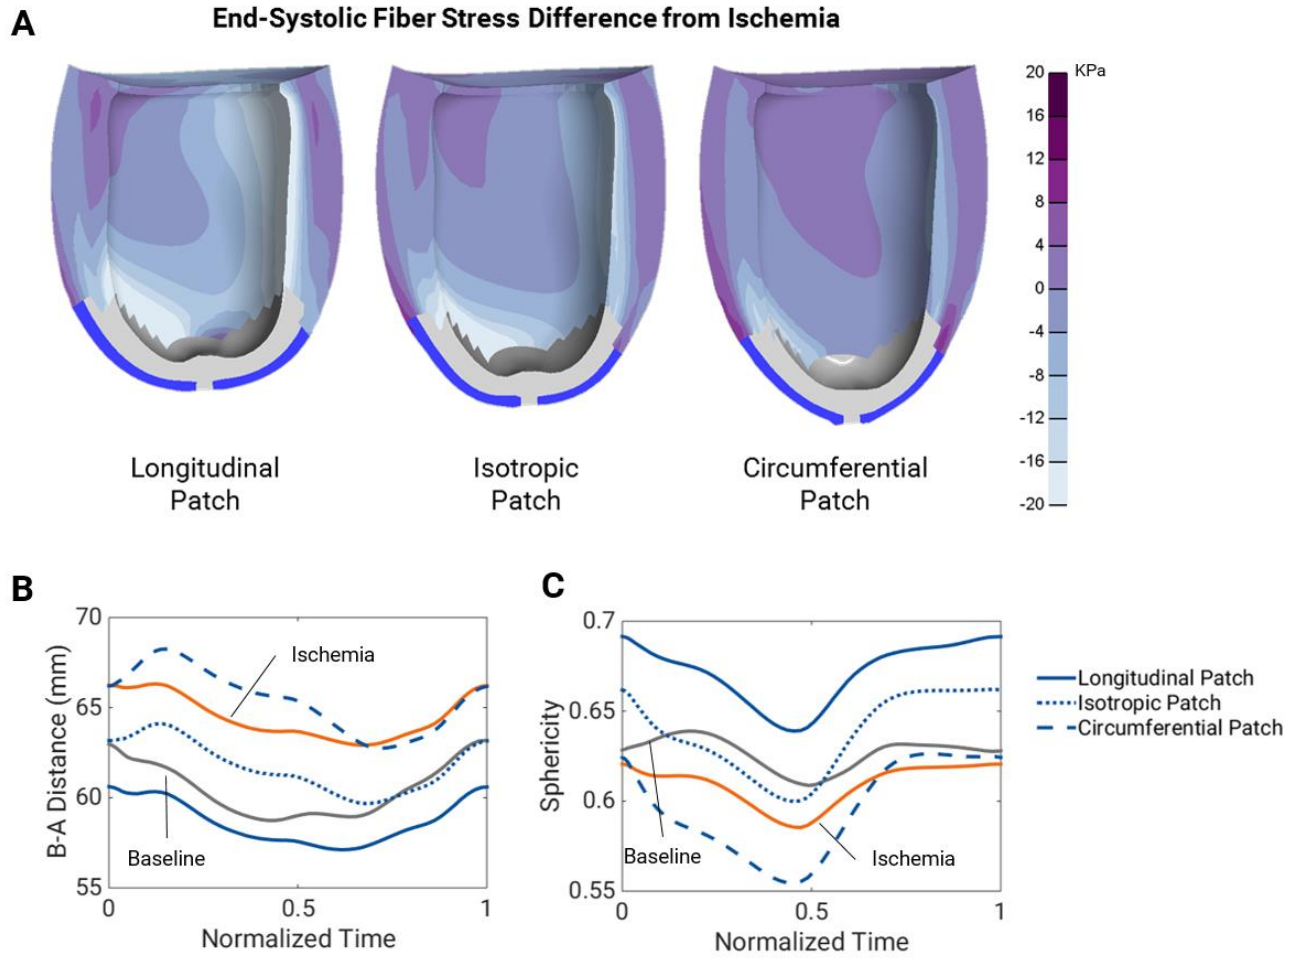 A
End-Systolic Fiber Stress Difference from Ischemia
20 KPa
16
12
8
4
0
-4
-8
-12
-16
-20
Longitudinal
Patch
Isotropic
Patch
Circumferential
Patch
B
70
65
60
55
B-A Distance (mm)
Ischemia
Baseline
0 0.5 1
Normalized Time
C
0.7
0.65
0.6
0.55
Sphericity
Baseline
Ischemia
0 0.5 1
Normalized Time
Longitudinal Patch
Isotropic Patch
Circumferential Patch